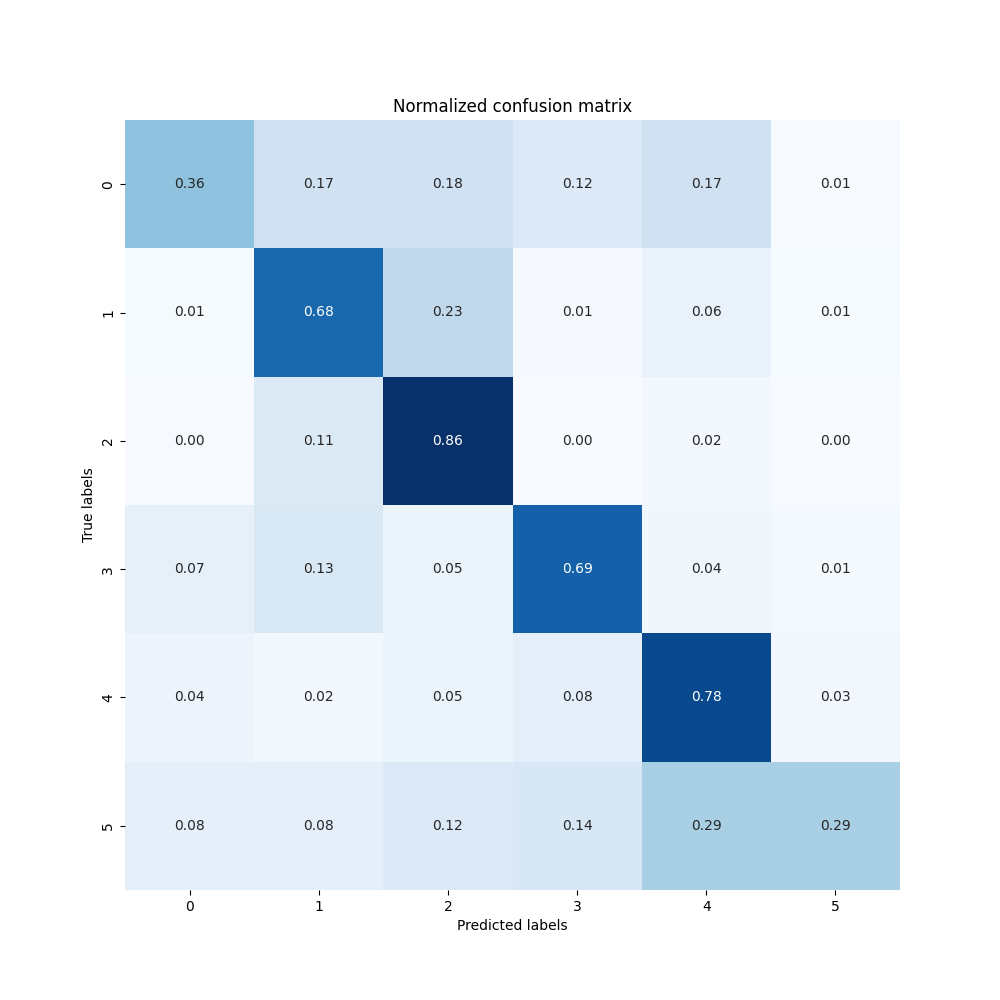 Normalized confusion matrix
0 0.36 0.17 0.18 0.12 0.17 0.01
1 0.01 0.68 0.23 0.01 0.06 0.01
2 0.00 0.11 0.86 0.00 0.02 0.00
True labels
3 0.07 0.13 0.05 0.69 0.04 0.01
4 0.04 0.02 0.05 0.08 0.78 0.03
5 0.08 0.08 0.12 0.14 0.29 0.29
0 1 2 3 4 5
Predicted labels